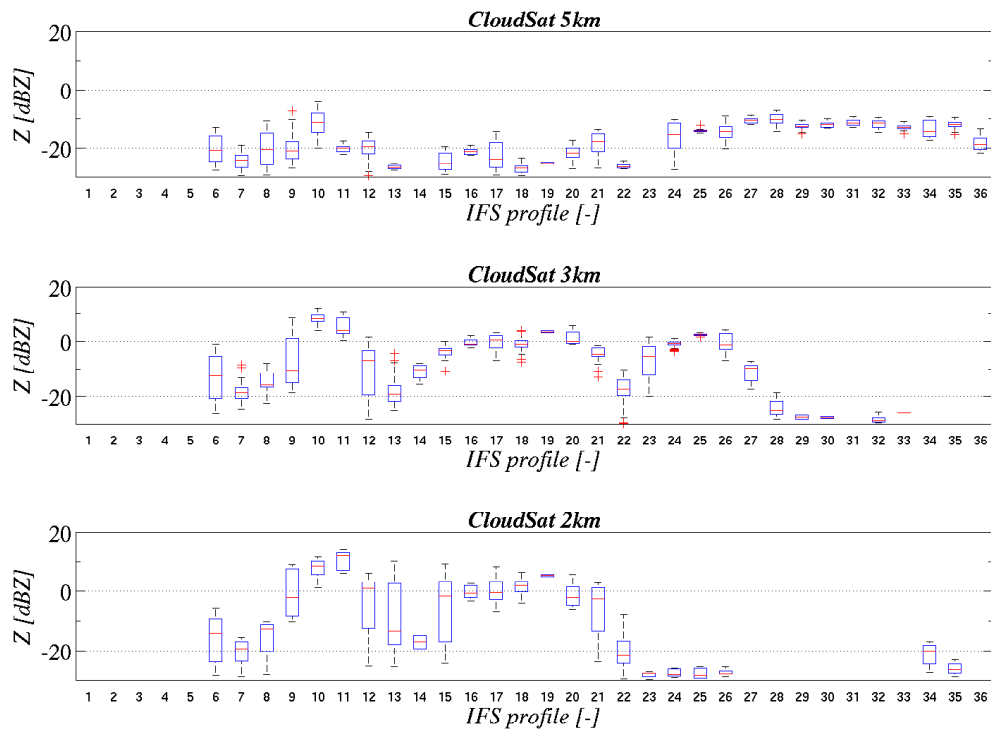 CloudSat 5km
20
0
-20
Z [dBZ]
1 2 3 4 5 6 7 8 9 10 11 12 13 14 15 16 17 18 19 20 21 22 23 24 25 26 27 28 29 30 31 32 33 34 35 36
IFS profile [-]
CloudSat 3km
20
0
-20
Z [dBZ]
1 2 3 4 5 6 7 8 9 10 11 12 13 14 15 16 17 18 19 20 21 22 23 24 25 26 27 28 29 30 31 32 33 34 35 36
IFS profile [-]
CloudSat 2km
20
0
-20
Z [dBZ]
1 2 3 4 5 6 7 8 9 10 11 12 13 14 15 16 17 18 19 20 21 22 23 24 25 26 27 28 29 30 31 32 33 34 35 36
IFS profile [-]